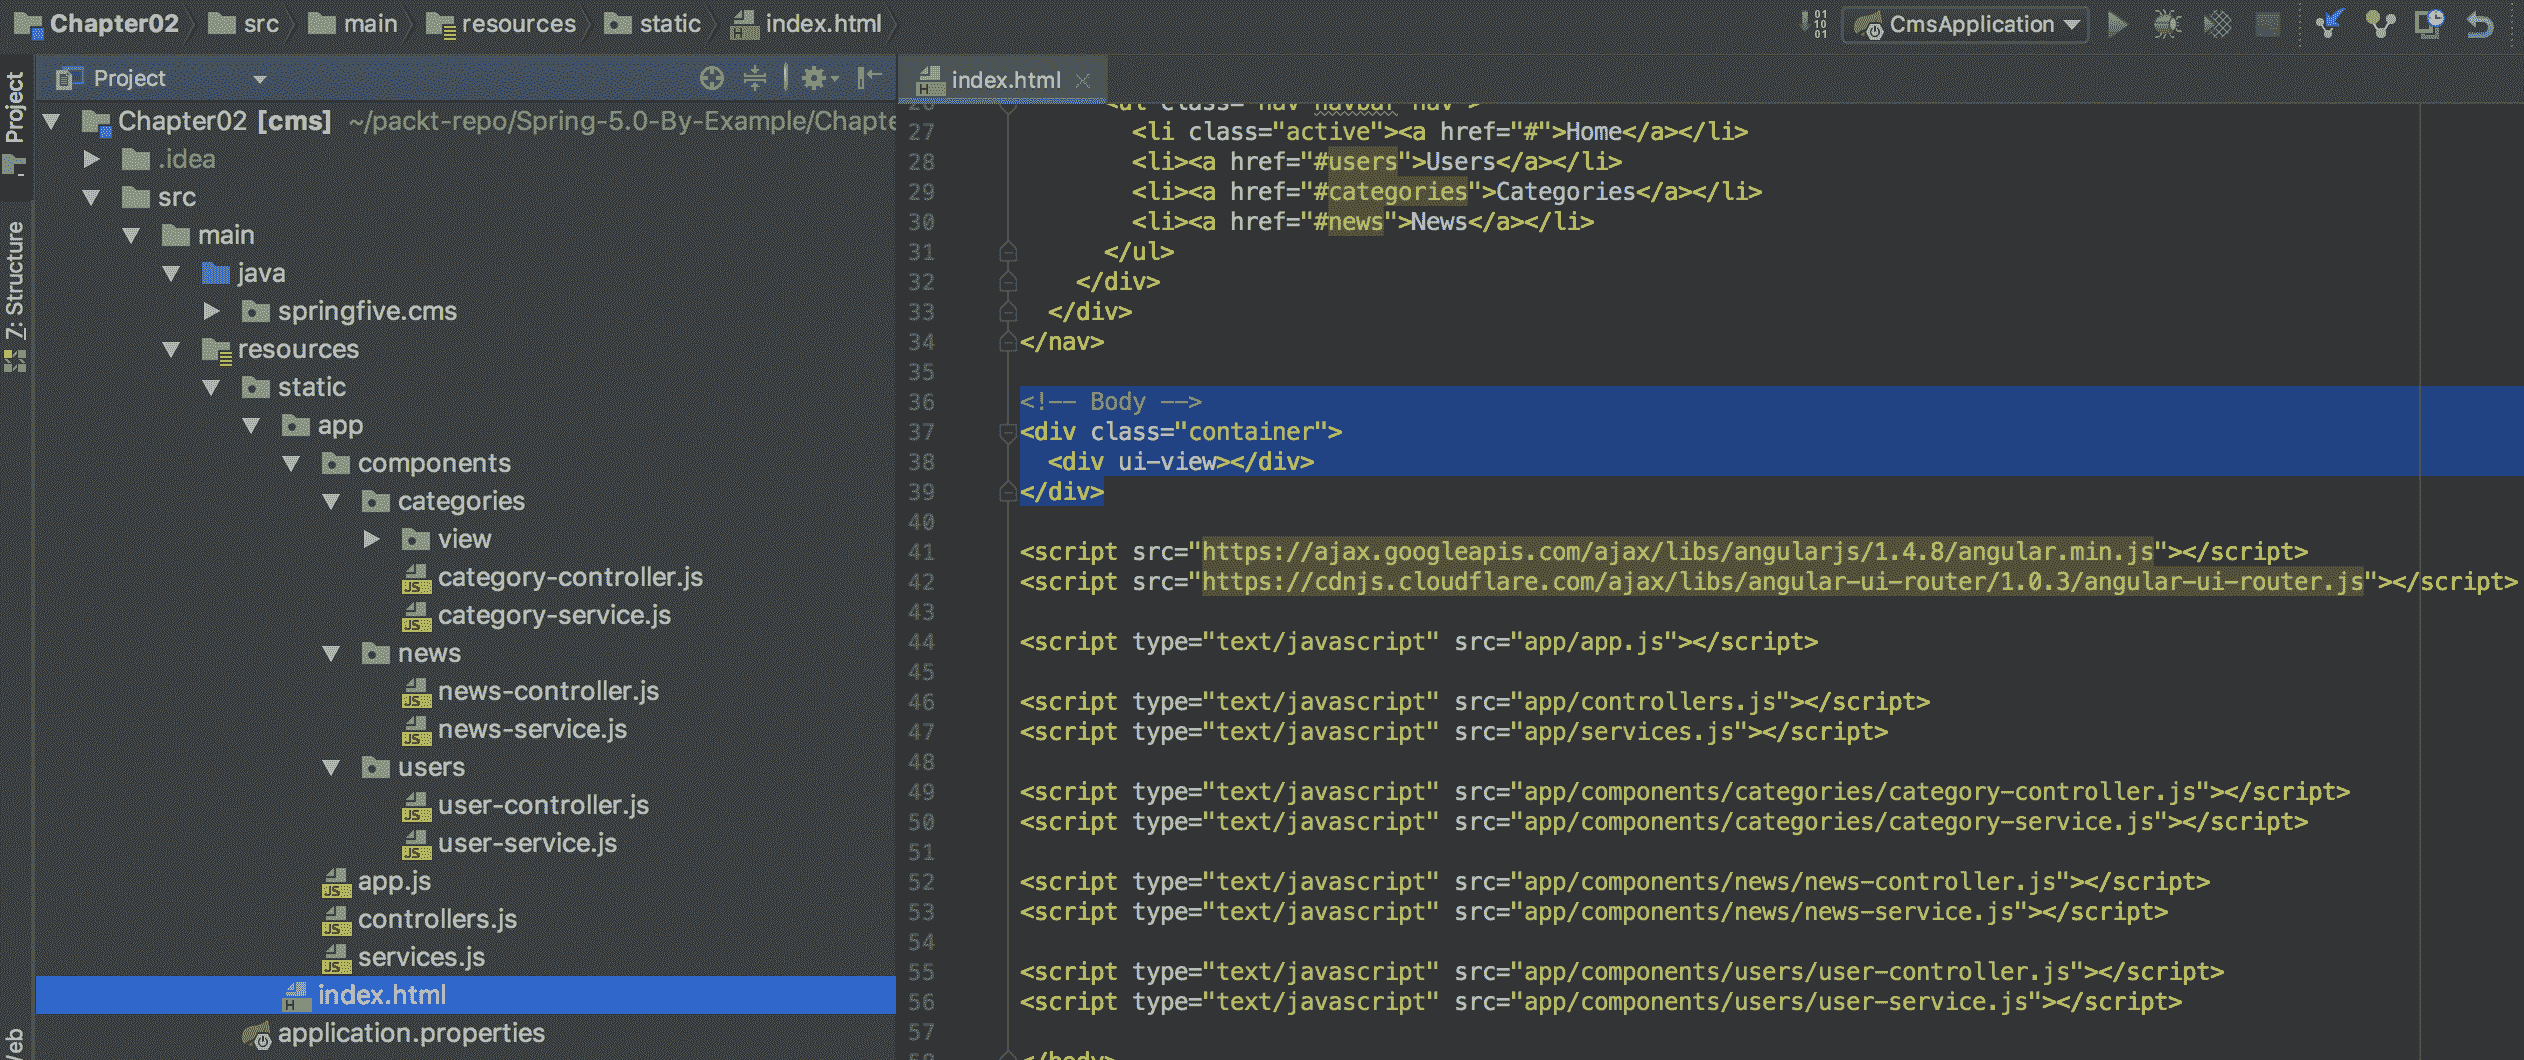 Chapter02 src main resources static index.html
CmsApplication
Project
index.html
Project
7: Structure
Chapter02 [cms] ~/packt-repo/Spring-5.0-By-Example/Chapte
.idea
src
main
java
springfive.cms
resources
static
app
components
categories
view
category-controller.js
category-service.js
news
news-controller.js
news-service.js
users
user-controller.js
user-service.js
app.js
controllers.js
services.js
index.html
application.properties
26 <ul class="nav navbar-nav">
27 <li class="active"><a href="#">Home</a></li>
28 <li><a href="#users">Users</a></li>
29 <li><a href="#categories">Categories</a></li>
30 <li><a href="#news">News</a></li>
31 </ul>
32 </div>
33 </div>
34 </nav>
35
36 <!-- Body -->
37 <div class="container">
38 <div ui-view></div>
39 </div>
40
41 <script src="https://ajax.googleapis.com/ajax/libs/angularjs/1.4.8/angular.min.js"></script>
42 <script src="https://cdnjs.cloudflare.com/ajax/libs/angular-ui-router/1.0.3/angular-ui-router.js"></script>
43
44 <script type="text/javascript" src="app/app.js"></script>
45
46 <script type="text/javascript" src="app/controllers.js"></script>
47 <script type="text/javascript" src="app/services.js"></script>
48
49 <script type="text/javascript" src="app/components/categories/category-controller.js"></script>
50 <script type="text/javascript" src="app/components/categories/category-service.js"></script>
51
52 <script type="text/javascript" src="app/components/news/news-controller.js"></script>
53 <script type="text/javascript" src="app/components/news/news-service.js"></script>
54
55 <script type="text/javascript" src="app/components/users/user-controller.js"></script>
56 <script type="text/javascript" src="app/components/users/user-service.js"></script>
57
58 </body>